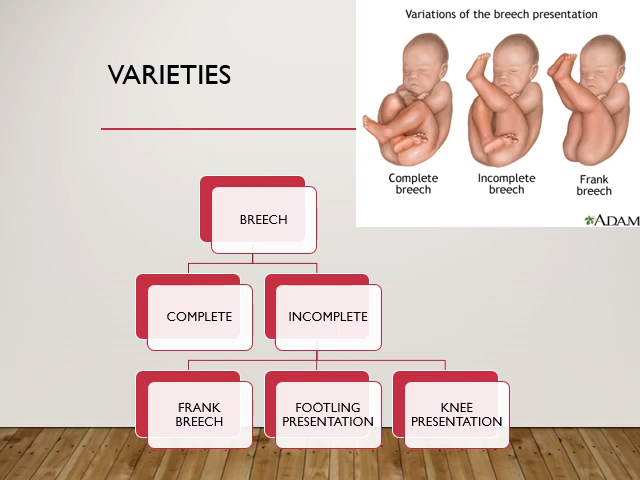 Variations of the breech presentation
VARIETIES
Complete
breech
Incomplete
breech
Frank
breech
ADAM
BREECH
COMPLETE
INCOMPLETE
FRANK
BREECH
FOOTLING
PRESENTATION
KNEE
PRESENTATION